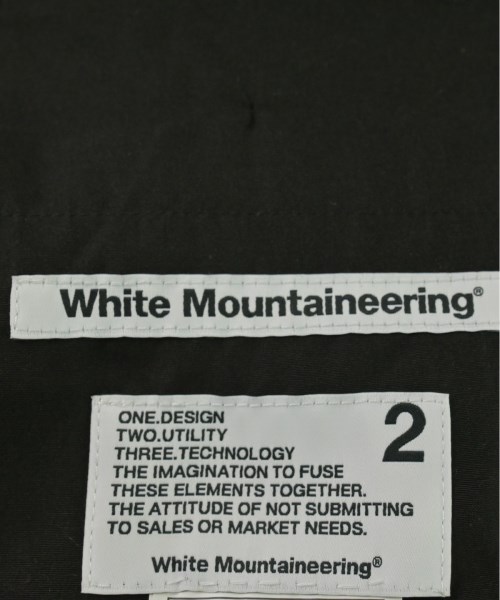 White Mountaineering®
ONE.DESIGN
TWO.UTILITY
THREE.TECHNOLOGY
THE IMAGINATION TO FUSE
THESE ELEMENTS TOGETHER.
THE ATTITUDE OF NOT SUBMITTING
TO SALES OR MARKET NEEDS.
2
White Mountaineering®